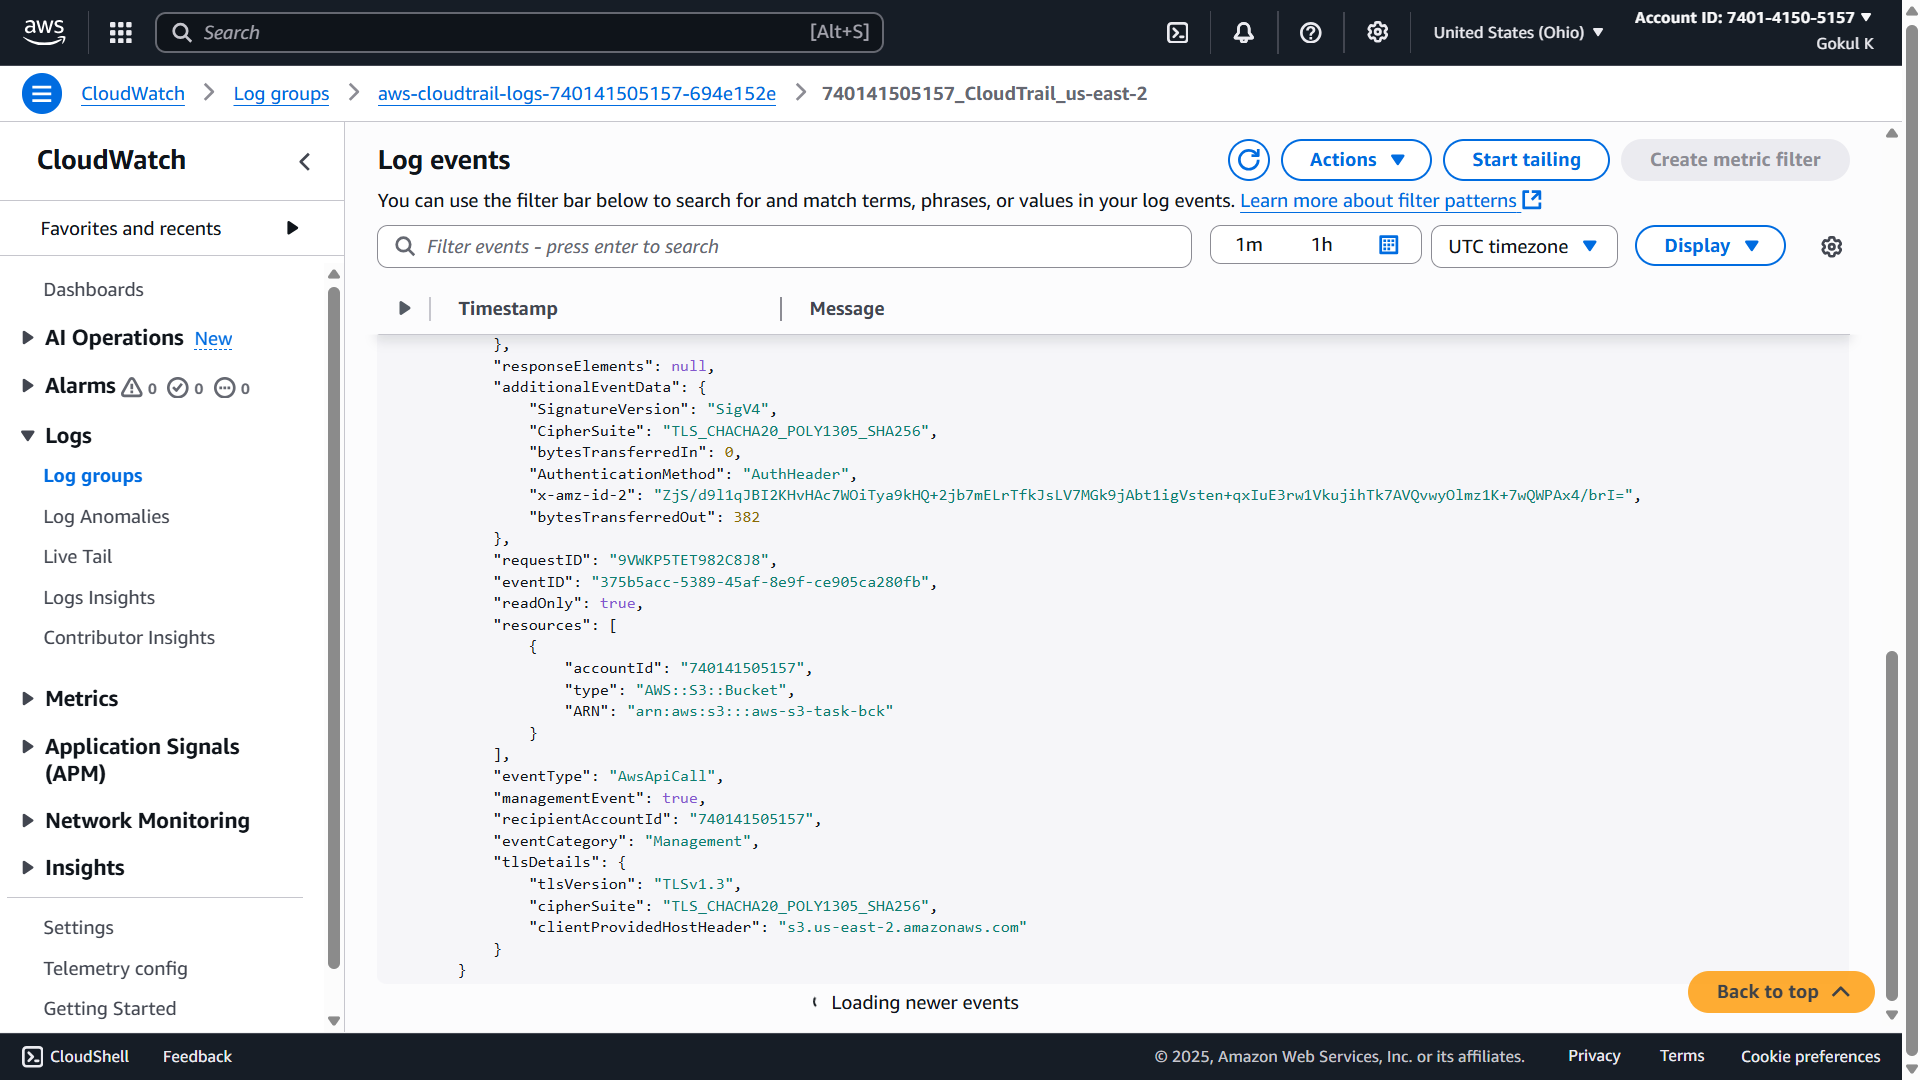 aws
Search [Alt+S]
United States (Ohio)
Account ID: 7401-4150-5157
Gokul K
CloudWatch
Log groups
aws-cloudtrail-logs-740141505157-694e152e
740141505157_CloudTrail_us-east-2
CloudWatch
Favorites and recents
Dashboards
AI Operations New
Alarms 0 0 0
Logs
Log groups
Log Anomalies
Live Tail
Logs Insights
Contributor Insights
Metrics
Application Signals
(APM)
Network Monitoring
Insights
Settings
Telemetry config
Getting Started
Log events
Actions
Start tailing
Create metric filter
You can use the filter bar below to search for and match terms, phrases, or values in your log events. Learn more about filter patterns
Filter events - press enter to search
1m 1h
UTC timezone
Display
Timestamp Message
},
"responseElements": null,
"additionalEventData": {
"SignatureVersion": "SigV4",
"CipherSuite": "TLS_CHACHA20_POLY1305_SHA256",
"bytesTransferredIn": 0,
"AuthenticationMethod": "AuthHeader",
"x-amz-id-2": "ZjS/d9l1qJBI2KHvHAc7WOiTya9kHQ+2jb7mELrTfkJsLV7MGk9jAbt1igVsten+qxIuE3rw1VkujihTk7AVQvwyOlmz1K+7wQWPAx4/brI=",
"bytesTransferredOut": 382
},
"requestID": "9VWKP5TET982C8J8",
"eventID": "375b5acc-5389-45af-8e9f-ce905ca280fb",
"readOnly": true,
"resources": [
{
"accountId": "740141505157",
"type": "AWS::S3::Bucket",
"ARN": "arn:aws:s3:::aws-s3-task-bck"
}
],
"eventType": "AwsApiCall",
"managementEvent": true,
"recipientAccountId": "740141505157",
"eventCategory": "Management",
"tlsDetails": {
"tlsVersion": "TLSv1.3",
"cipherSuite": "TLS_CHACHA20_POLY1305_SHA256",
"clientProvidedHostHeader": "s3.us-east-2.amazonaws.com"
}
}
Loading newer events
Back to top
CloudShell
Feedback
© 2025, Amazon Web Services, Inc. or its affiliates.
Privacy
Terms
Cookie preferences